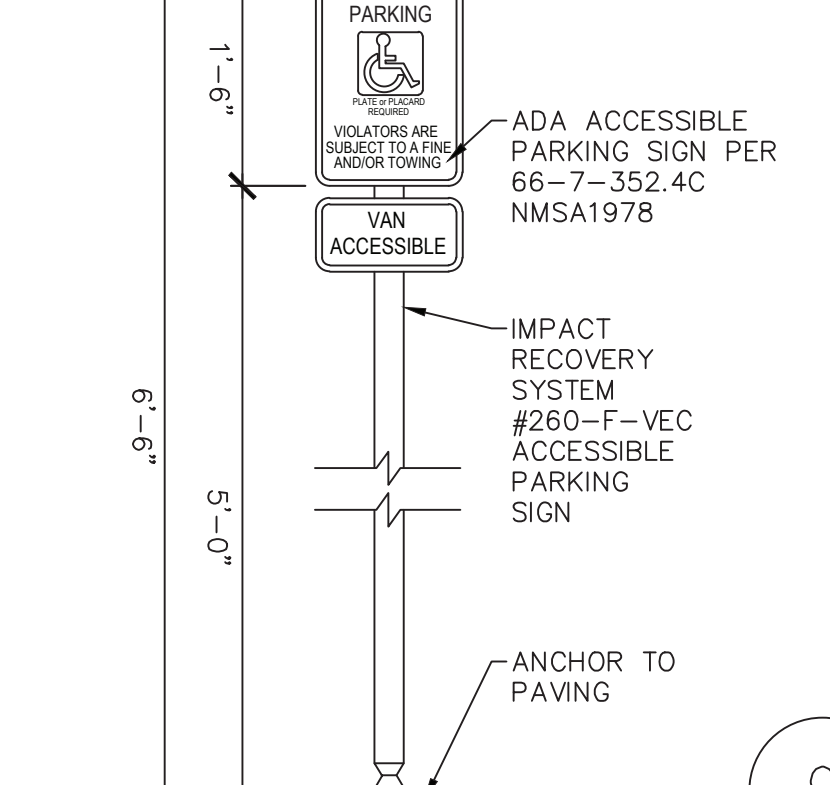 PARKING
PLATE or PLACARD
REQUIRED
VIOLATORS ARE
SUBJECT TO A FINE
AND/OR TOWING
VAN
ACCESSIBLE
1'-6"
6'-6"
5'-0"
ADA ACCESSIBLE
PARKING SIGN PER
66-7-352.4C
NMSA1978
IMPACT
RECOVERY
SYSTEM
#260-F-VEC
ACCESSIBLE
PARKING
SIGN
ANCHOR TO
PAVING